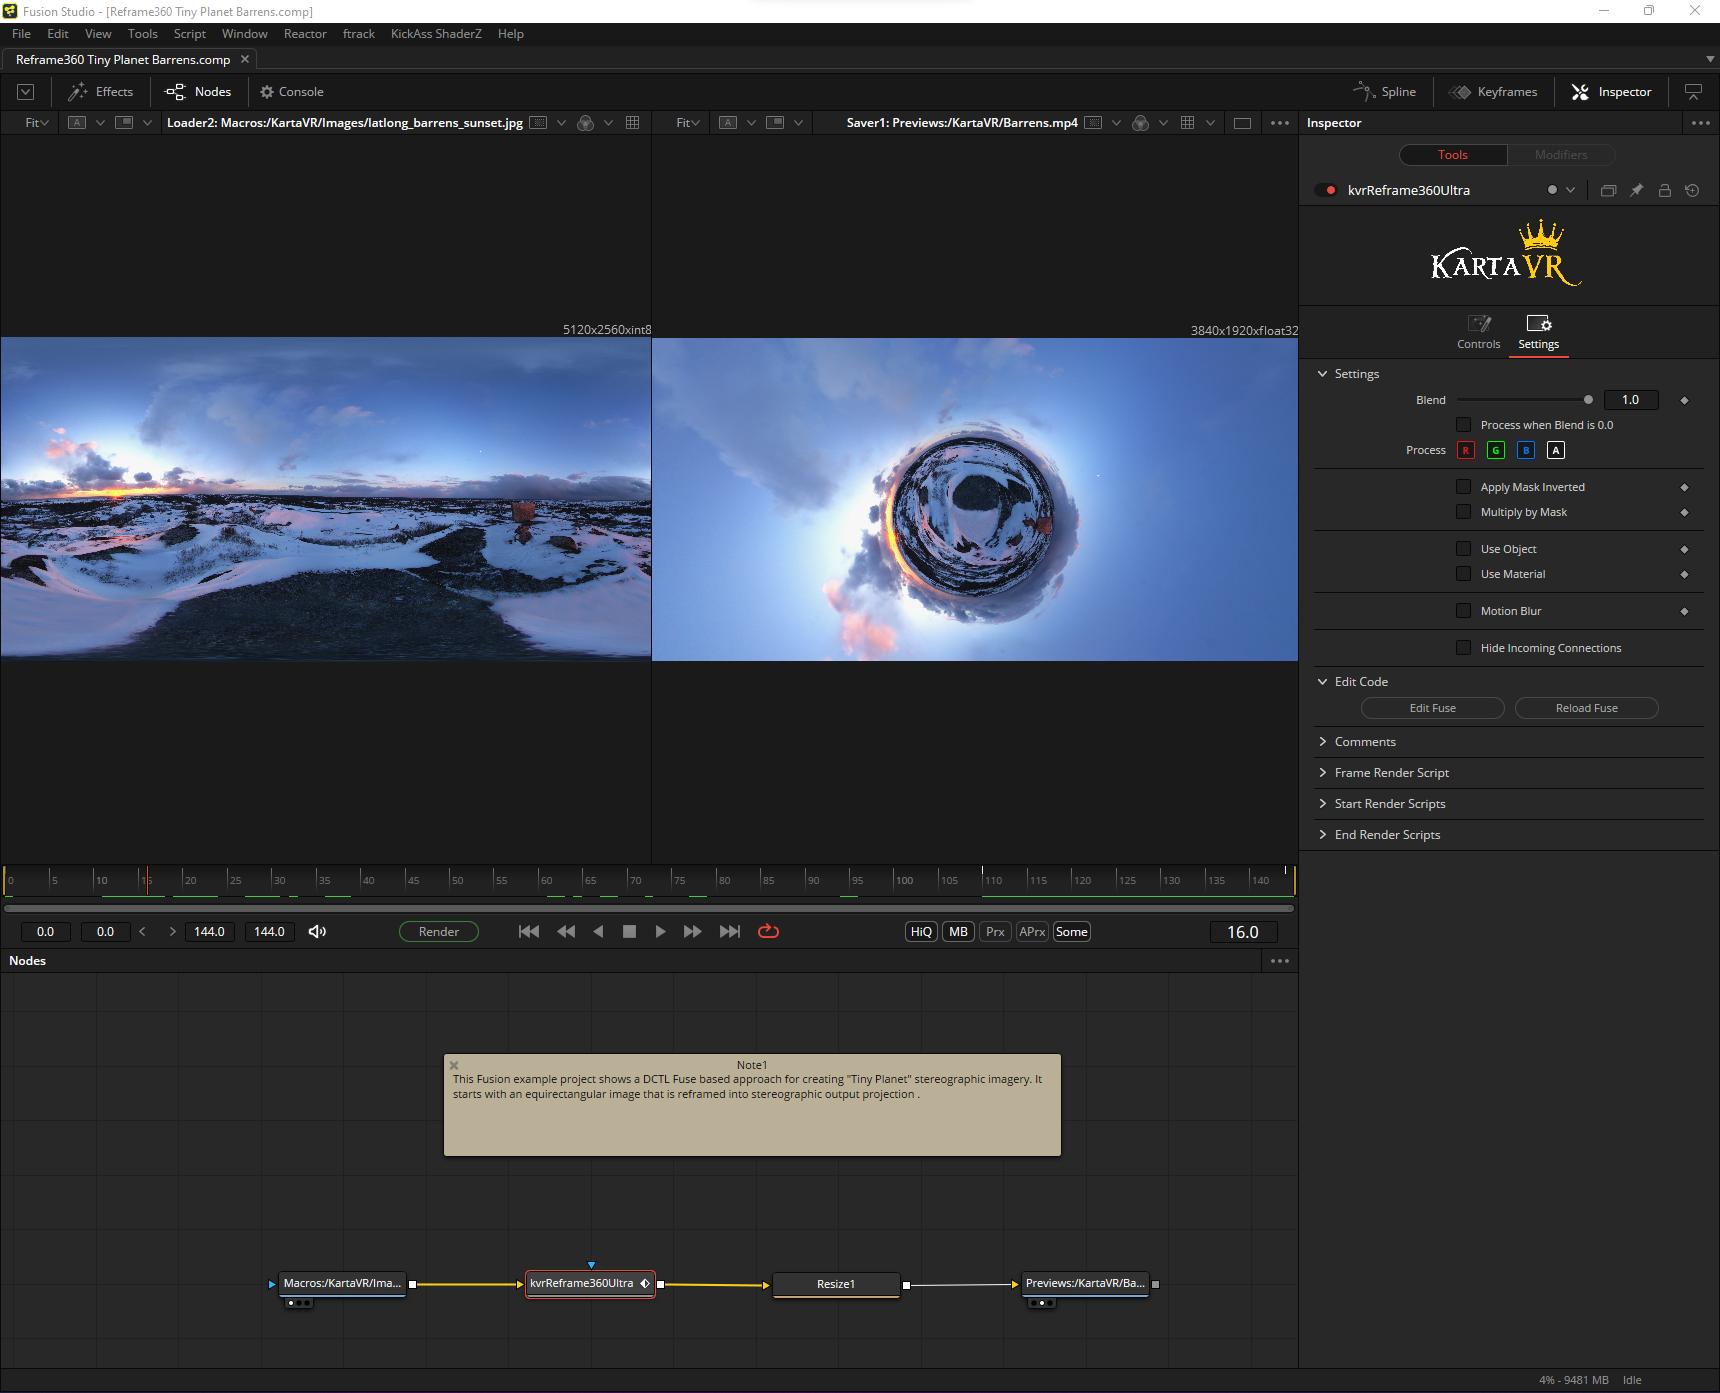 Fusion Studio - [Reframe360 Tiny Planet Barrens.comp]
File Edit View Tools Script Window Reactor ftrack KickAss ShaderZ Help
Reframe360 Tiny Planet Barrens.comp
Effects Nodes Console Spline Keyframes Inspector
Fit A Loader2: Macros:/KartaVR/Images/latlong_barrens_sunset.jpg Fit A Saver1: Previews:/KartaVR/Barrens.mp4
Inspector
Tools Modifiers
kvrReframe360Ultra
KARTAVR
5120x2560xint8 3840x1920xfloat32
Controls Settings
Settings
Blend 1.0
Process when Blend is 0.0
Process R G B A
Apply Mask Inverted
Multiply by Mask
Use Object
Use Material
Motion Blur
Hide Incoming Connections
Edit Code
Edit Fuse Reload Fuse
Comments
Frame Render Script
Start Render Scripts
End Render Scripts
0 5 10 15 20 25 30 35 40 45 50 55 60 65 70 75 80 85 90 95 100 105 110 115 120 125 130 135 140
0.0 0.0 144.0 144.0 Render HiQ MB Prx APrx Some 16.0
Nodes
Note1
This Fusion example project shows a DCTL Fuse based approach for creating "Tiny Planet" stereographic imagery. It
starts with an equirectangular image that is reframed into stereographic output projection .
Macros:/KartaVR/Ima... kvrReframe360Ultra Resize1 Previews:/KartaVR/Ba...
4% - 9481 MB Idle